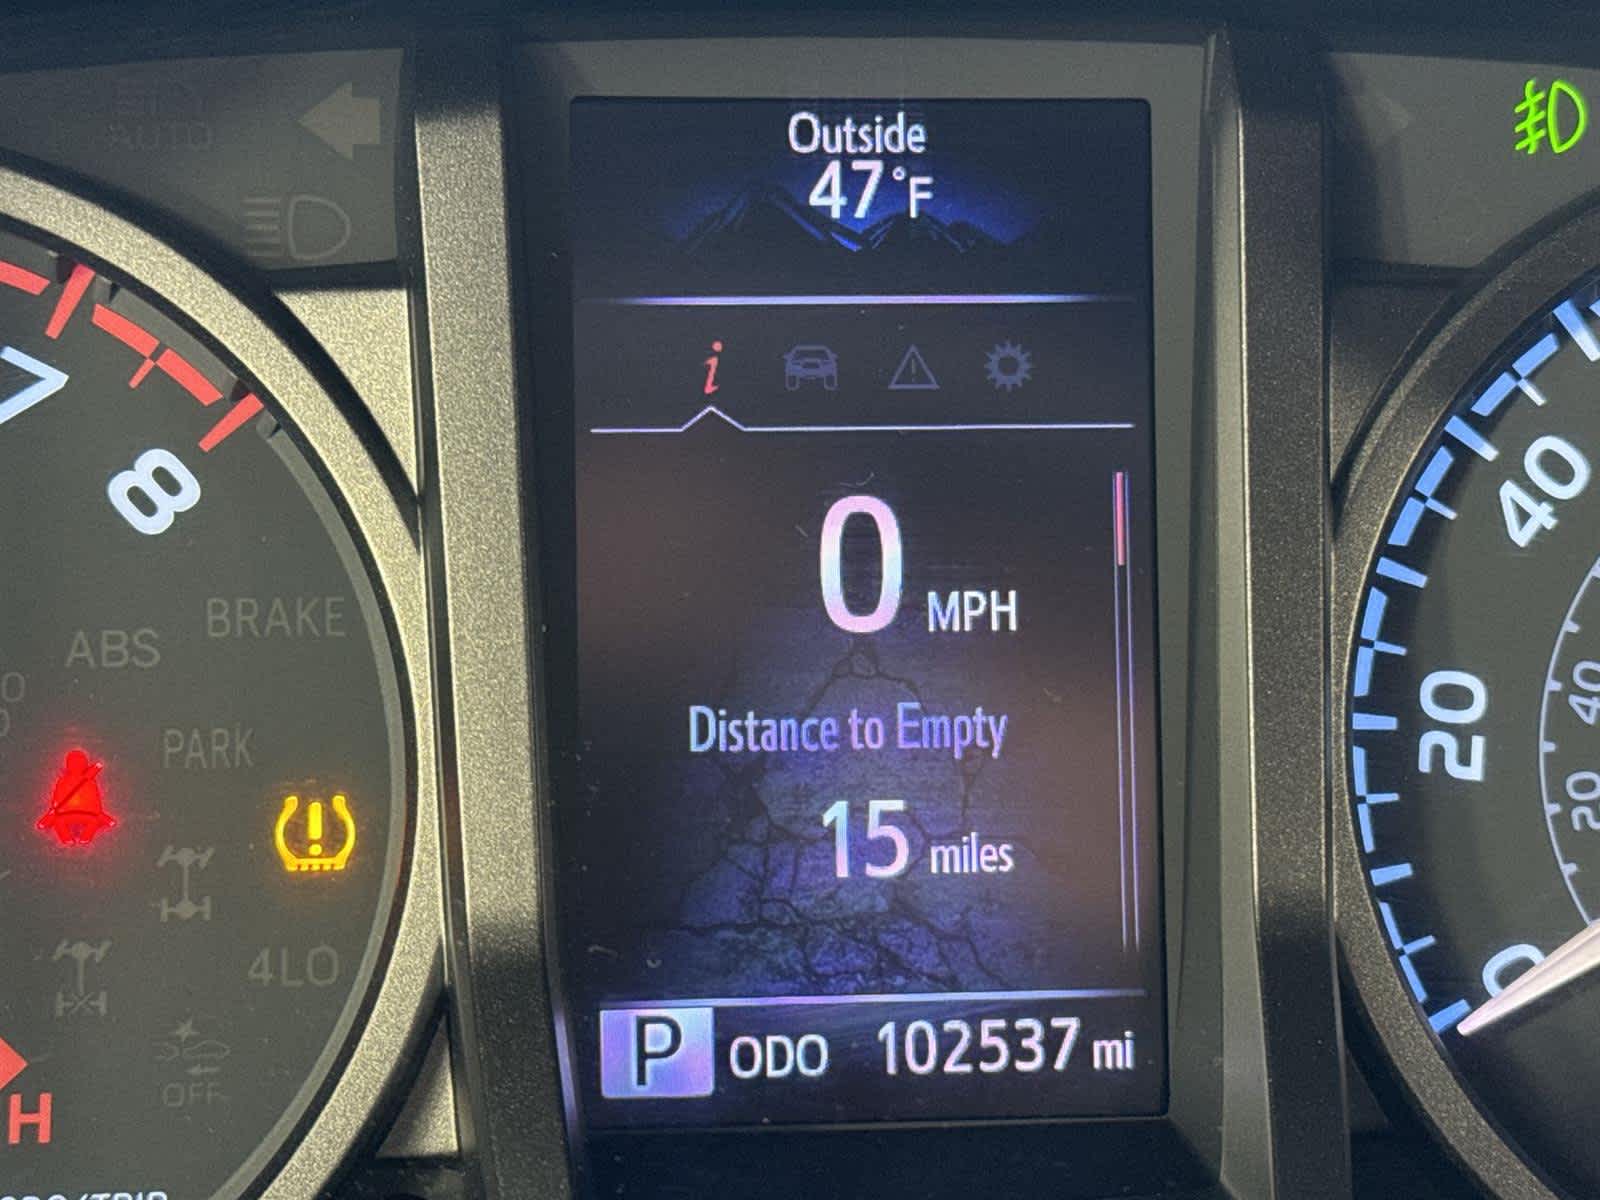 AUTO
Outside
47°F
7
8
i
0 MPH
Distance to Empty
15 miles
P ODO 102537 mi
ABS
BRAKE
PARK
4LO
OFF
H
40
20
0
40
20